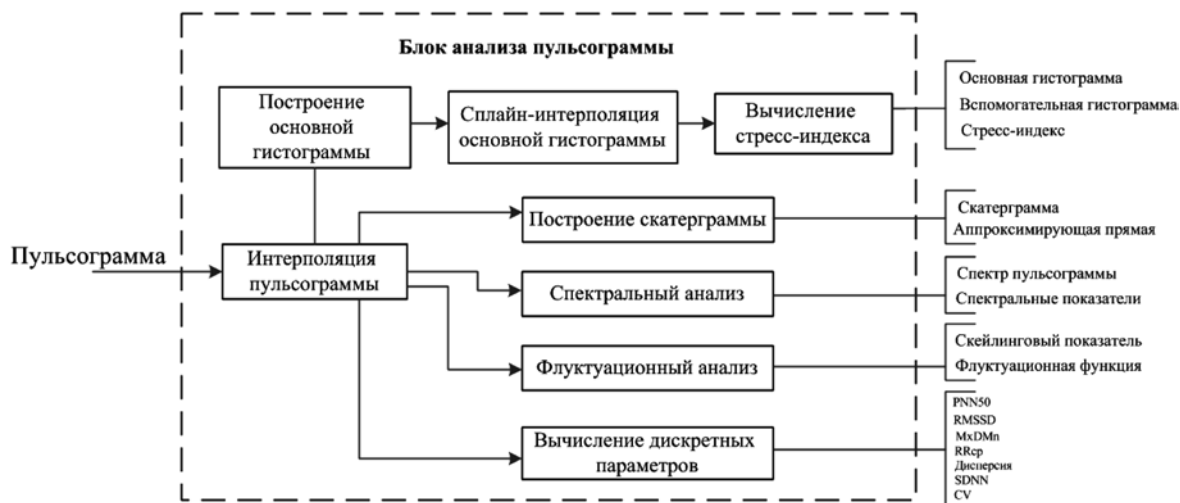 Блок анализа пульсограммы
Построение
основной
гистограммы
Сплайн-интерполяция
основной гистограммы
Вычисление
стресс-индекса
Основная гистограмма
Вспомогательная гистограмма
Стресс-индекс
Пульсограмма
Интерполяция
пульсограммы
Построение скатерграммы
Скатерграмма
Аппроксимирующая прямая
Спектральный анализ
Спектр пульсограммы
Спектральные показатели
Флуктуационный анализ
Скейлинговый показатель
Флуктуационная функция
Вычисление дискретных
параметров
PNN50
RMSSD
MxDMn
RRср
Дисперсия
SDNN
CV